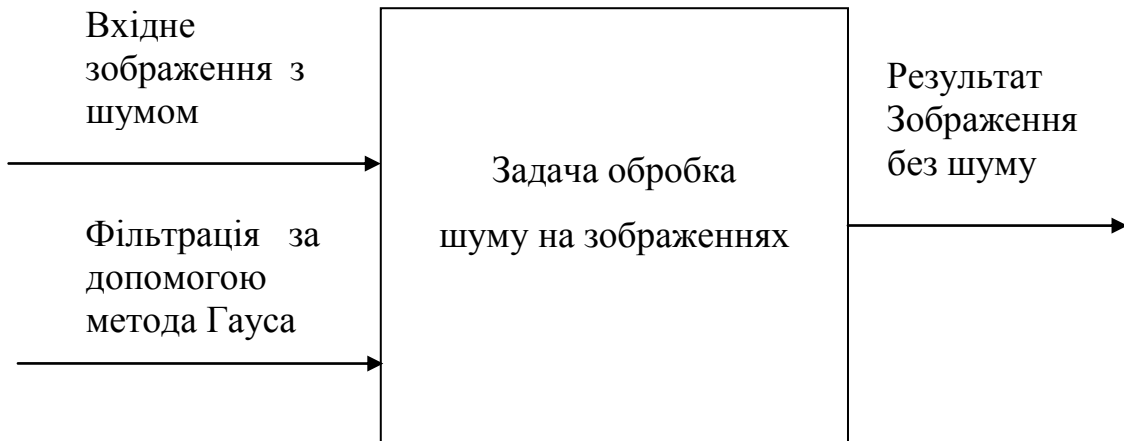 Вхідне
зображення з
шумом
Фільтрація за
допомогою
метода Гауса
Задача обробка
шуму на зображеннях
Результат
Зображення
без шуму